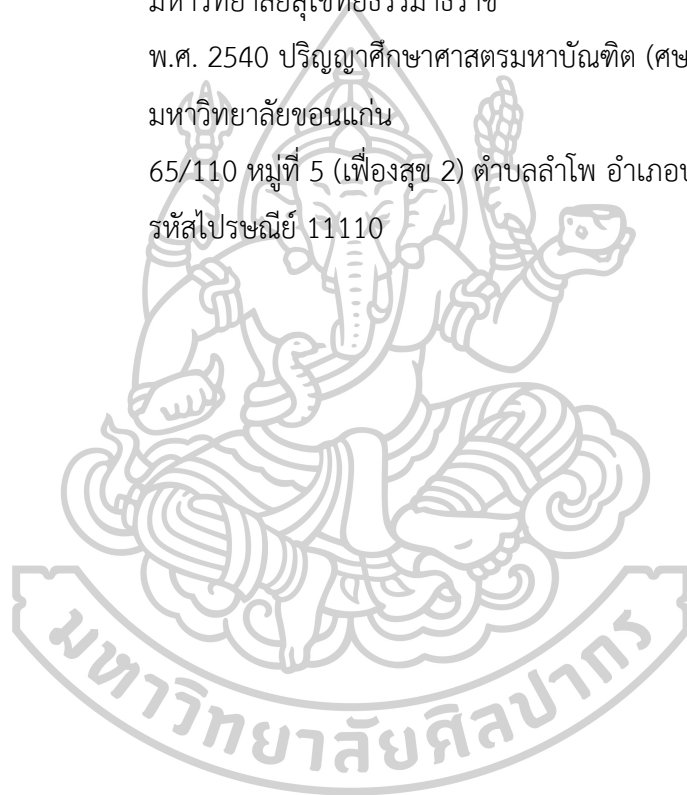 มหาวิทยาลัยสุโขทัยธรรมาธิราช
พ.ศ. 2540 ปริญญาศึกษาศาสตรมหาบัณฑิต (ศษ
มหาวิทยาลัยขอนแก่น
65/110 หมู่ที่ 5 (เฟื่องสุข 2) ตำบลลำโพ อำเภอบ
รหัสไปรษณีย์ 11110
มหาวิทยาลัยศิลปากร